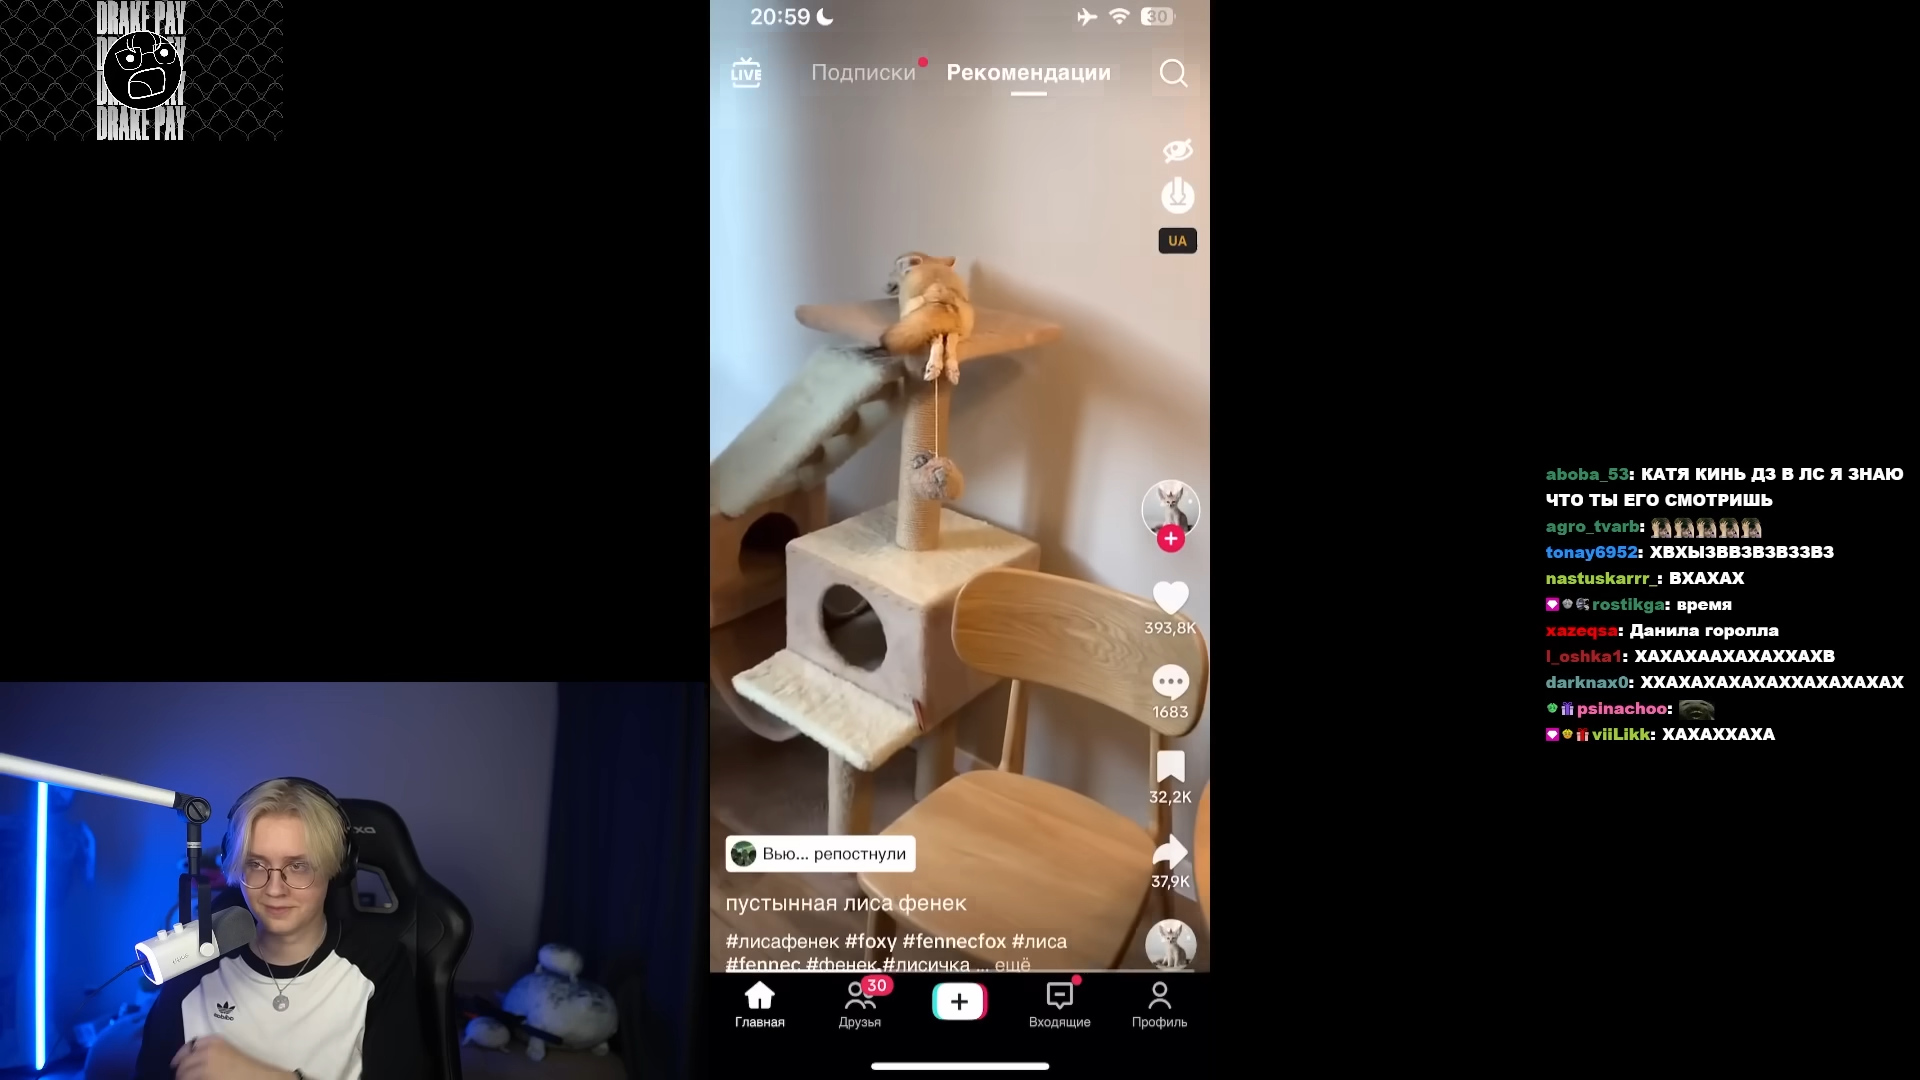 DRAKE PAY
DRAKE PAY
20:59
30
LIVE
Подписки
Рекомендации
UA
393,8K
1683
32,2K
37,9K
Вью... репостнули
пустынная лиса фенек
#лисафенек #foxy #fennecfox #лиса
#fennec #фенек #лисичка ... ещё
Главная
30
Друзья
Входящие
Профиль
aboba_53: КАТЯ КИНЬ ДЗ В ЛС Я ЗНАЮ
ЧТО ТЫ ЕГО СМОТРИШЬ
agro_tvarb:
tonay6952: ХВХЫЗВВЗВЗВЗЗВЗ
nastuskarrr_: ВХАХАХ
rostikga: время
xazeqsa: Данила горолла
l_oshka1: ХАХАХААХАХАХХАХВ
darknax0: ХХАХАХАХАХАХХАХАХАХАХ
psinachoo:
viiLikk: ХАХАХХАХА